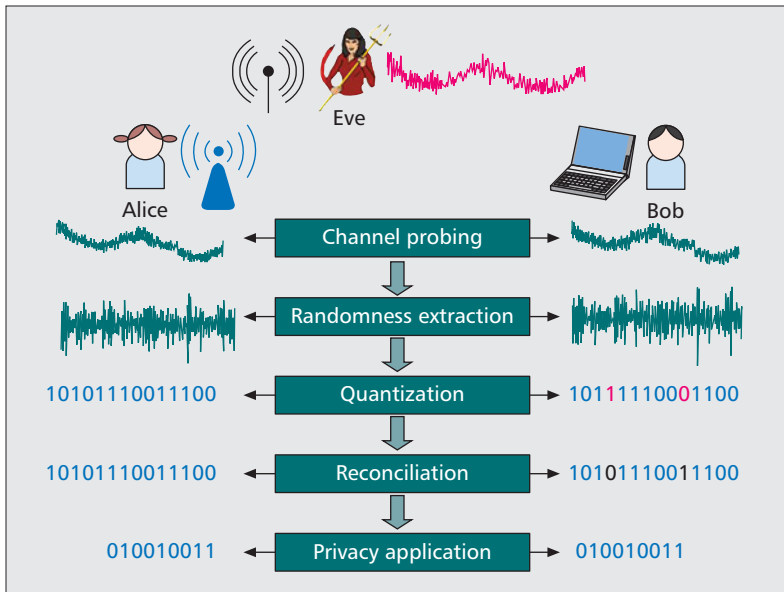 Eve
Alice
Bob
Channel probing
Randomness extraction
10101110011100 Quantization 10111110001100
10101110011100 Reconciliation 10101110011100
010010011 Privacy application 010010011